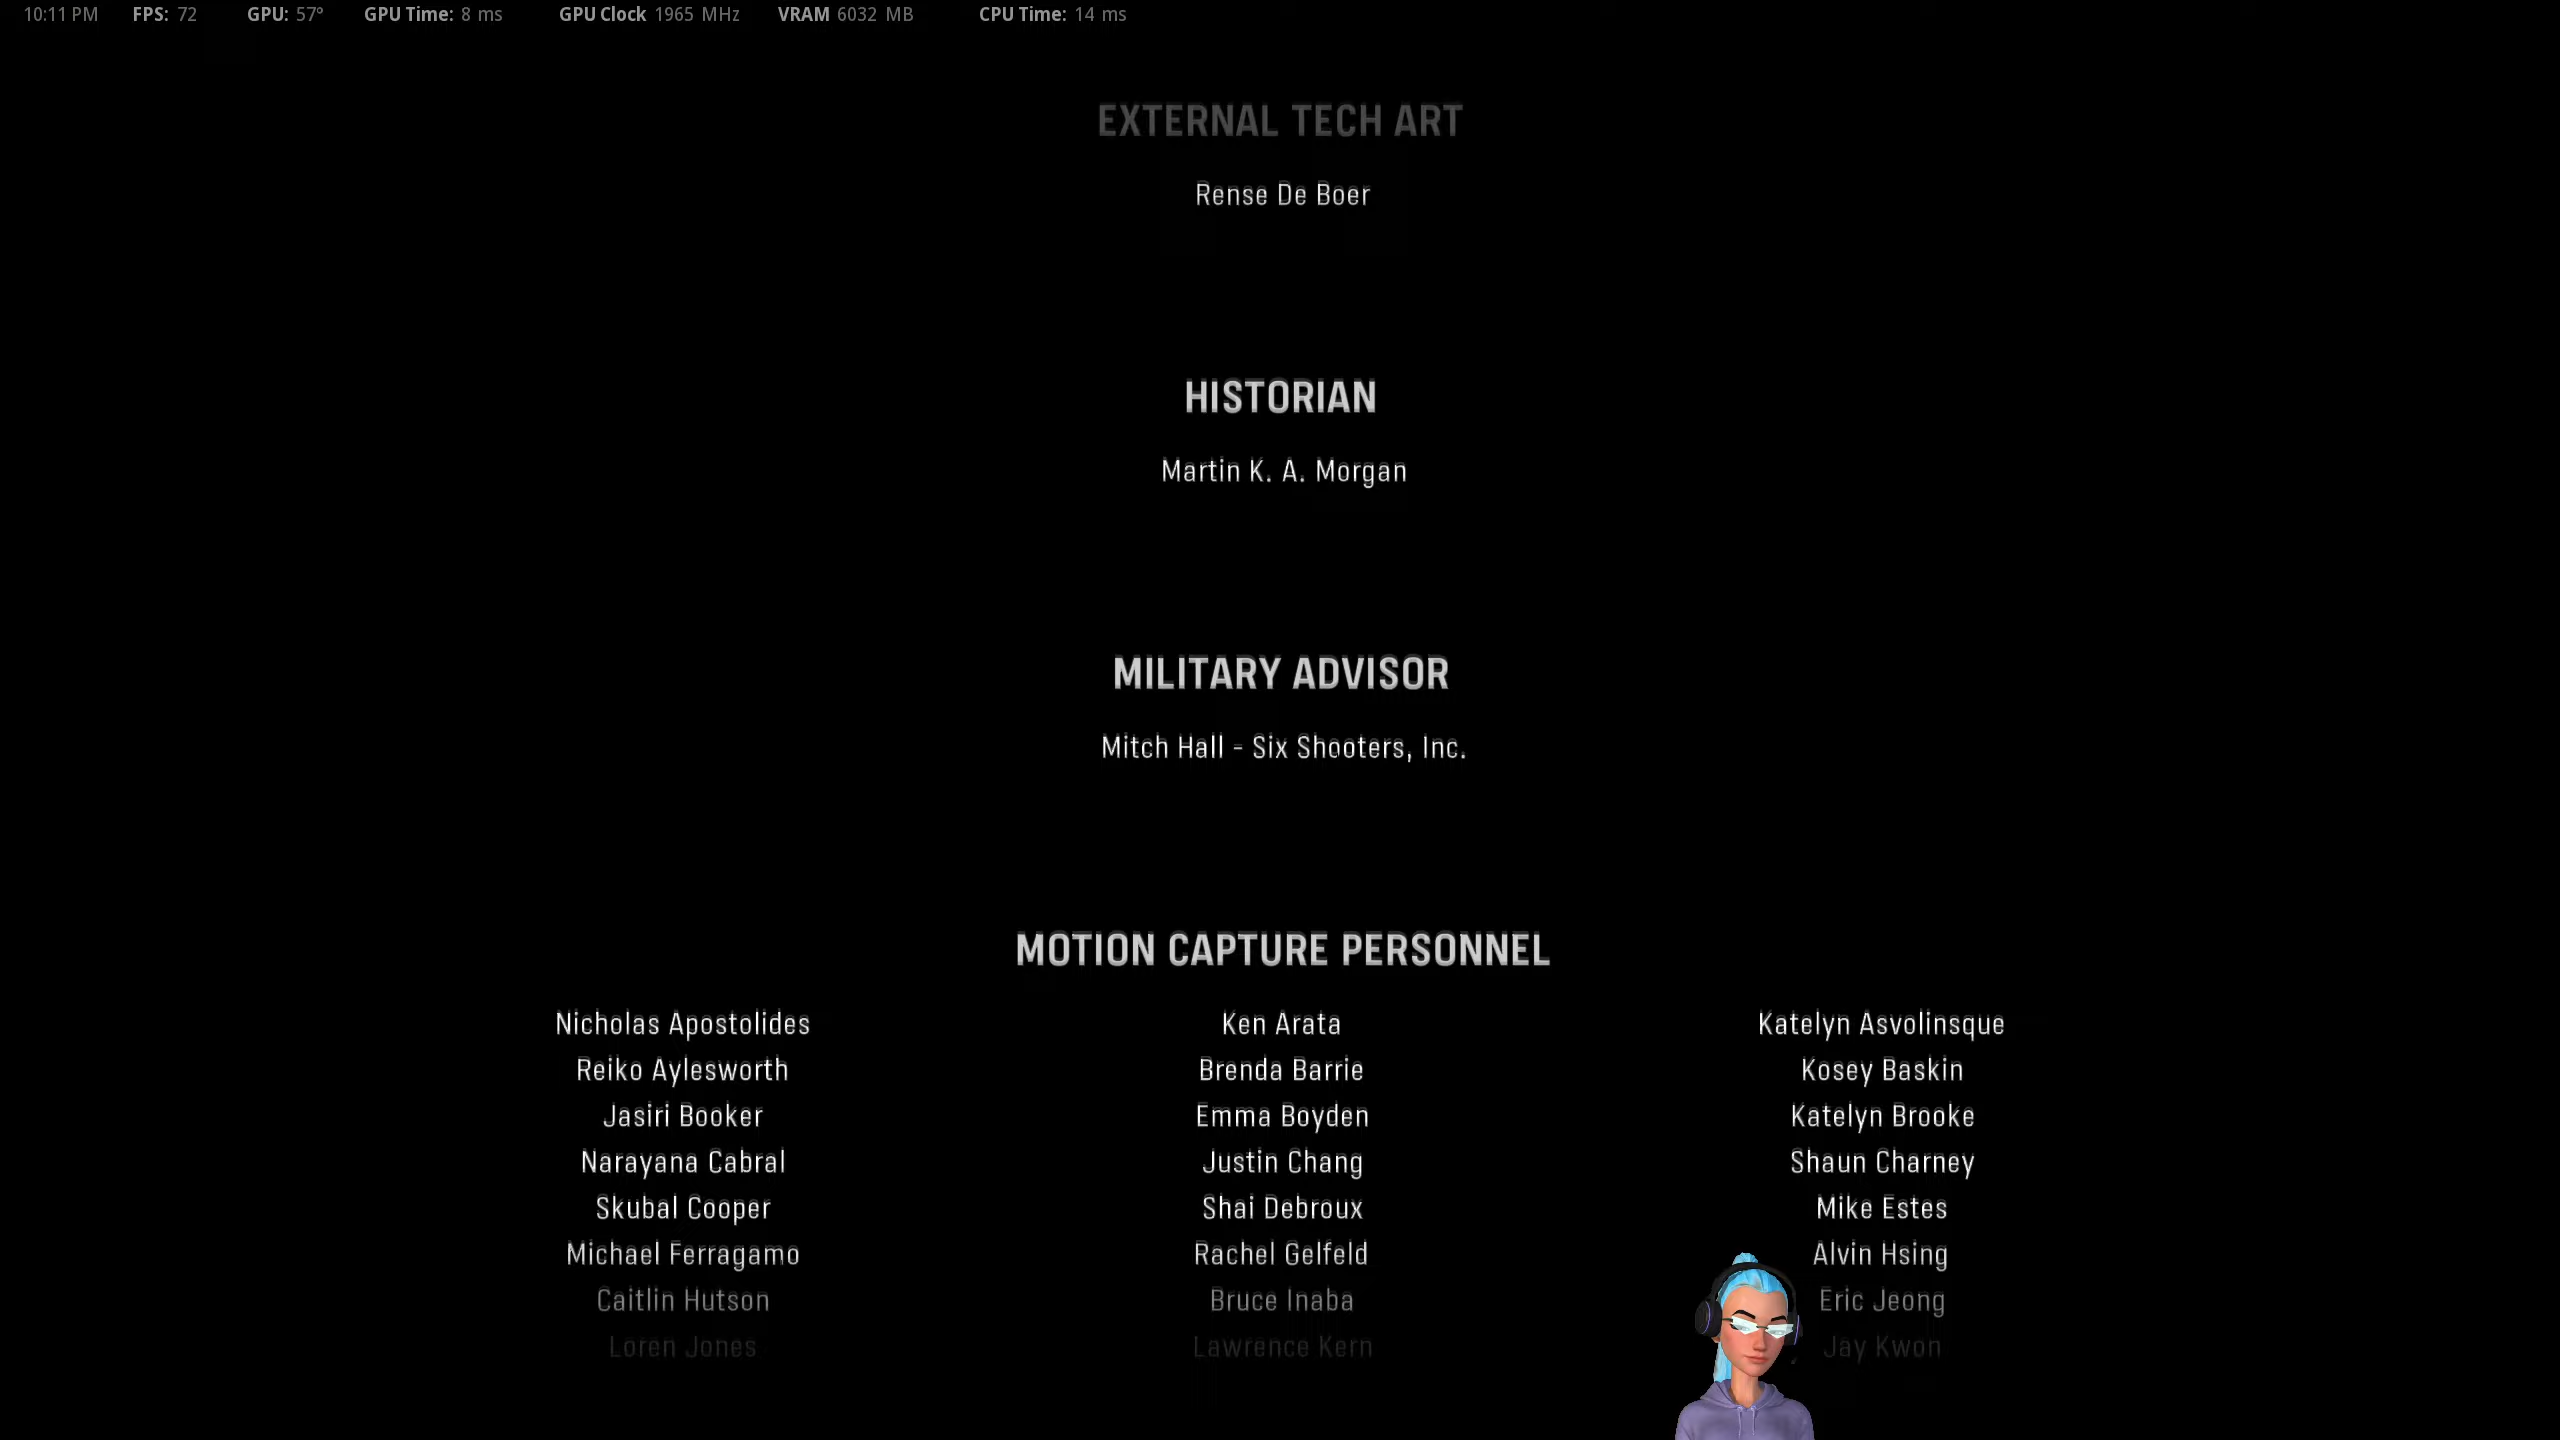 10:11 PM FPS: 72 GPU: 57° GPU Time: 8 ms GPU Clock 1965 MHz VRAM 6032 MB CPU Time: 14 ms
EXTERNAL TECH ART
Rense De Boer
HISTORIAN
Martin K. A. Morgan
MILITARY ADVISOR
Mitch Hall - Six Shooters, Inc.
MOTION CAPTURE PERSONNEL
Nicholas Apostolides Ken Arata Katelyn Asvolinsque
Reiko Aylesworth Brenda Barrie Kosey Baskin
Jasiri Booker Emma Boyden Katelyn Brooke
Narayana Cabral Justin Chang Shaun Charney
Skubal Cooper Shai Debroux Mike Estes
Michael Ferragamo Rachel Gelfeld Alvin Hsing
Caitlin Hutson Bruce Inaba Eric Jeong
Loren Jones Lawrence Kern Jay Kwon